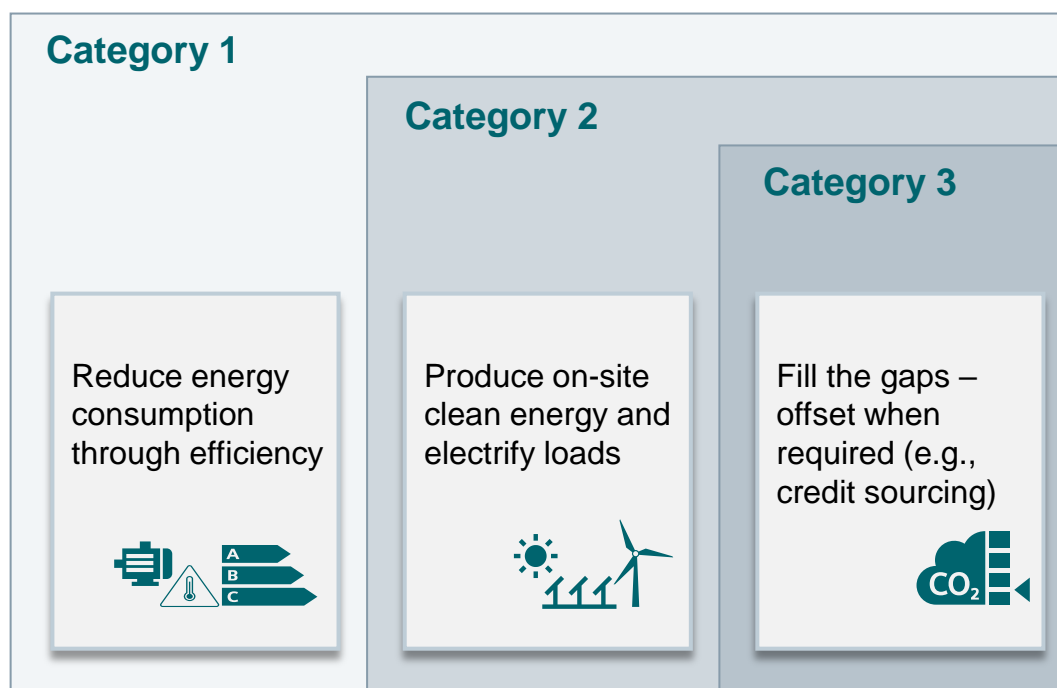 Category 1
Category 2
Category 3
Reduce energy
consumption
through efficiency
Produce on-site
clean energy and
electrify loads
Fill the gaps –
offset when
required (e.g.,
credit sourcing)
A
B
C
CO₂